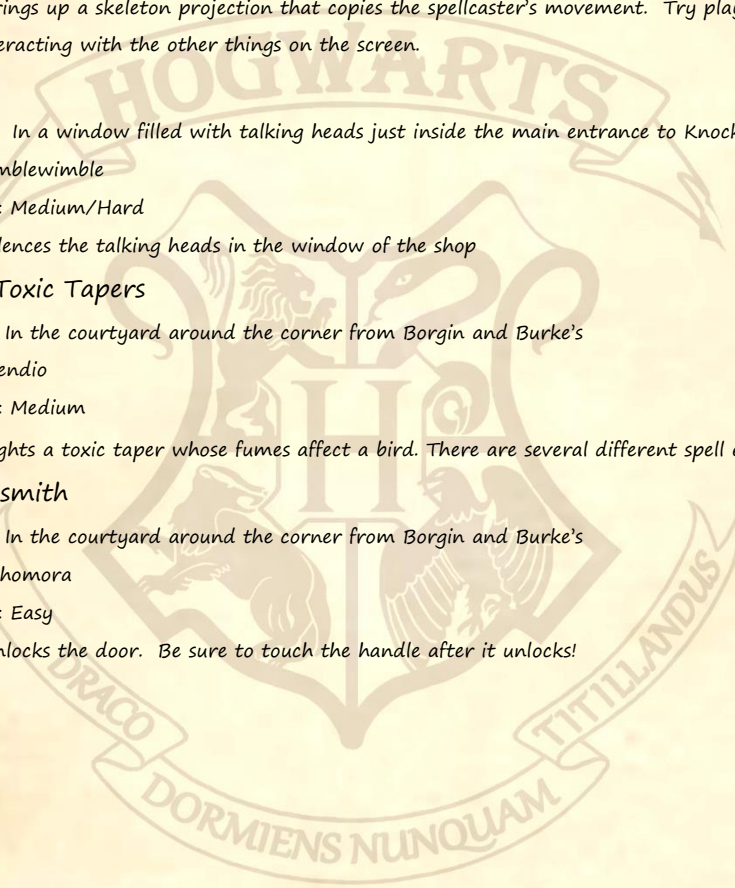 rings up a skeleton projection that copies the spellcaster's movement.  Try play
eracting with the other things on the screen.
HOGWARTS
In a window filled with talking heads just inside the main entrance to Knock
mblewimble
: Medium/Hard
lences the talking heads in the window of the shop
Toxic Tapers
In the courtyard around the corner from Borgin and Burke's
endio
: Medium
ghts a toxic taper whose fumes affect a bird. There are several different spell e
H
smith
In the courtyard around the corner from Borgin and Burke's
homora
: Easy
nlocks the door.  Be sure to touch the handle after it unlocks!
DRACO
DORMIENS NUNQUAM
TITILLANDUS